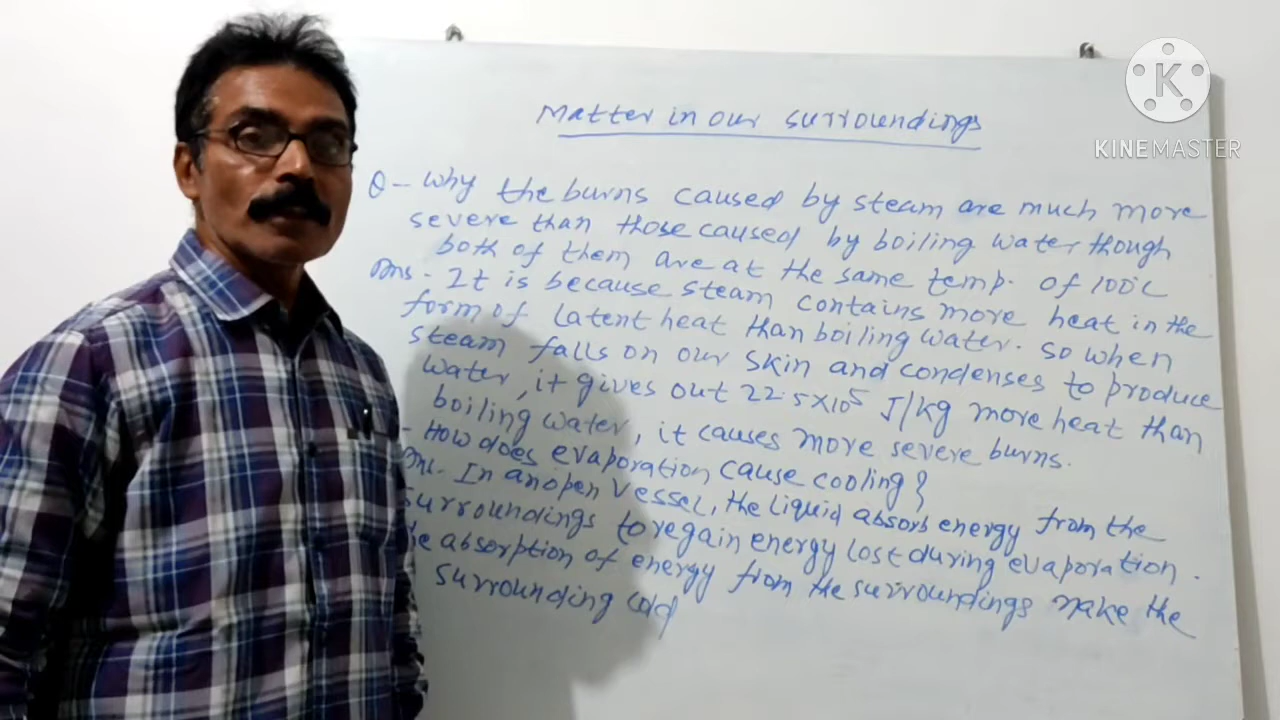 Matter in our surroundings
Q- Why the burns caused by steam are much more
severe than those caused by boiling water though
both of them are at the same temp. of 100°C
Ans - It is because steam contains more heat in the
form of latent heat than boiling water. So when
steam falls on our skin and condenses to produce
water, it gives out 22.5×10⁵ J/kg more heat than
boiling water, it causes more severe burns.
- How does evaporation cause cooling?
Ans. In an open vessel, the liquid absorb energy from the
surroundings to regain energy lost during evaporation.
absorption of energy from the surroundings make the
surrounding cold
K
KINEMASTER